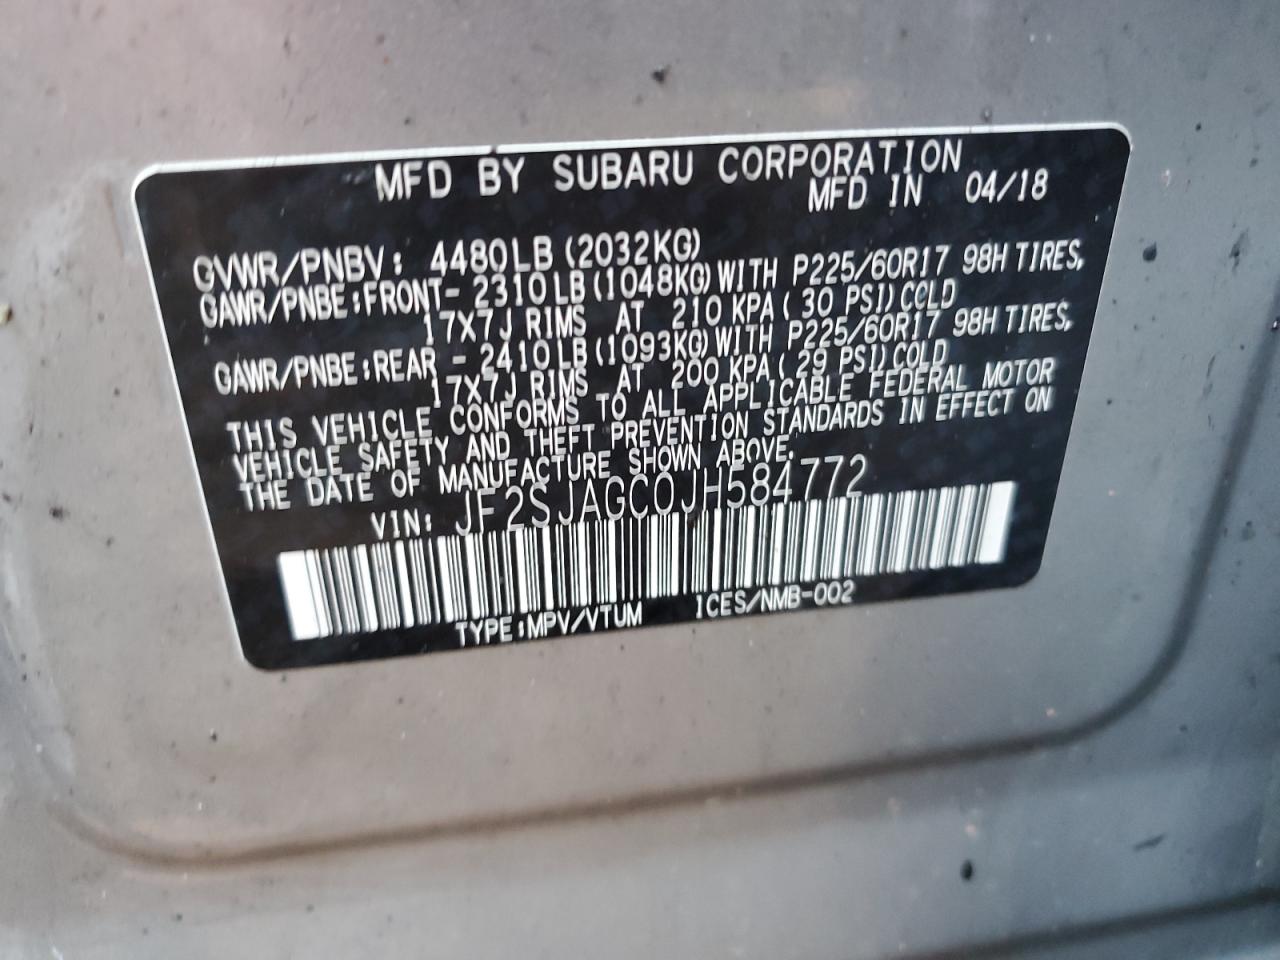 MFD BY SUBARU CORPORATION
MFD IN 04/18
GVWR/PNBV: 4480LB (2032KG)
GAWR/PNBE:FRONT- 2310LB(1048KG)WITH P225/60R17 98H TIRES,
17X7J RIMS AT 210 KPA( 30 PSI)COLD
GAWR/PNBE:REAR - 2410LB(1093KG)WITH P225/60R17 98H TIRES,
17X7J RIMS AT 200 KPA( 29 PSI)COLD
THIS VEHICLE CONFORMS TO ALL APPLICABLE FEDERAL MOTOR
VEHICLE SAFETY AND THEFT PREVENTION STANDARDS IN EFFECT ON
THE DATE OF MANUFACTURE SHOWN ABOVE.
VIN: JF2SJAGC0JH584772
TYPE:MPV/VTUM ICES/NMB-002